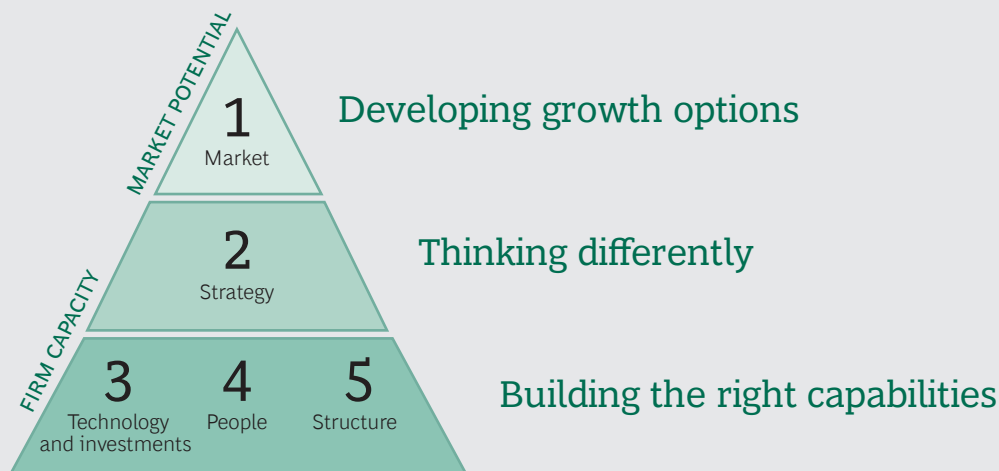 MARKET POTENTIAL
1
Market
Developing growth options
2
Strategy
Thinking differently
FIRM CAPACITY
3
Technology
and investments
4
People
5
Structure
Building the right capabilities